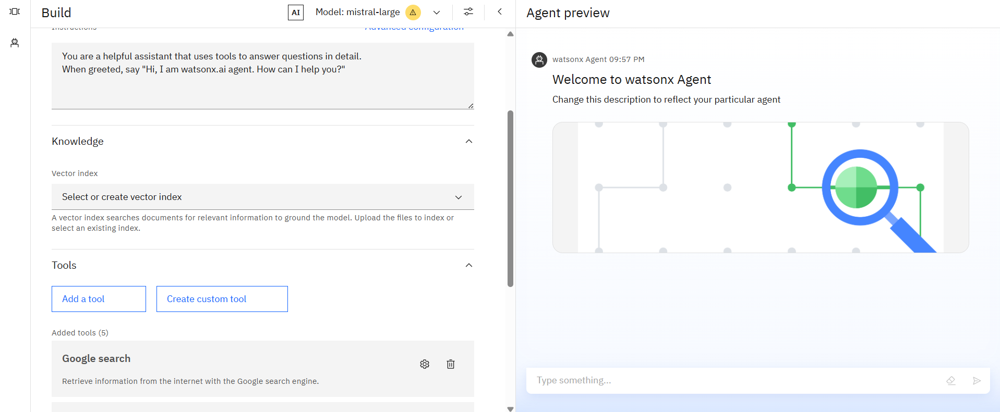 Build
AI
Model: mistral-large
Agent preview
Instructions
Advanced configuration
You are a helpful assistant that uses tools to answer questions in detail.
When greeted, say "Hi, I am watsonx.ai agent. How can I help you?"
Knowledge
Vector index
Select or create vector index
A vector index searches documents for relevant information to ground the model. Upload the files to index or
select an existing index.
Tools
Add a tool
Create custom tool
Added tools (5)
Google search
Retrieve information from the internet with the Google search engine.
watsonx Agent 09:57 PM
Welcome to watsonx Agent
Change this description to reflect your particular agent
Type something...